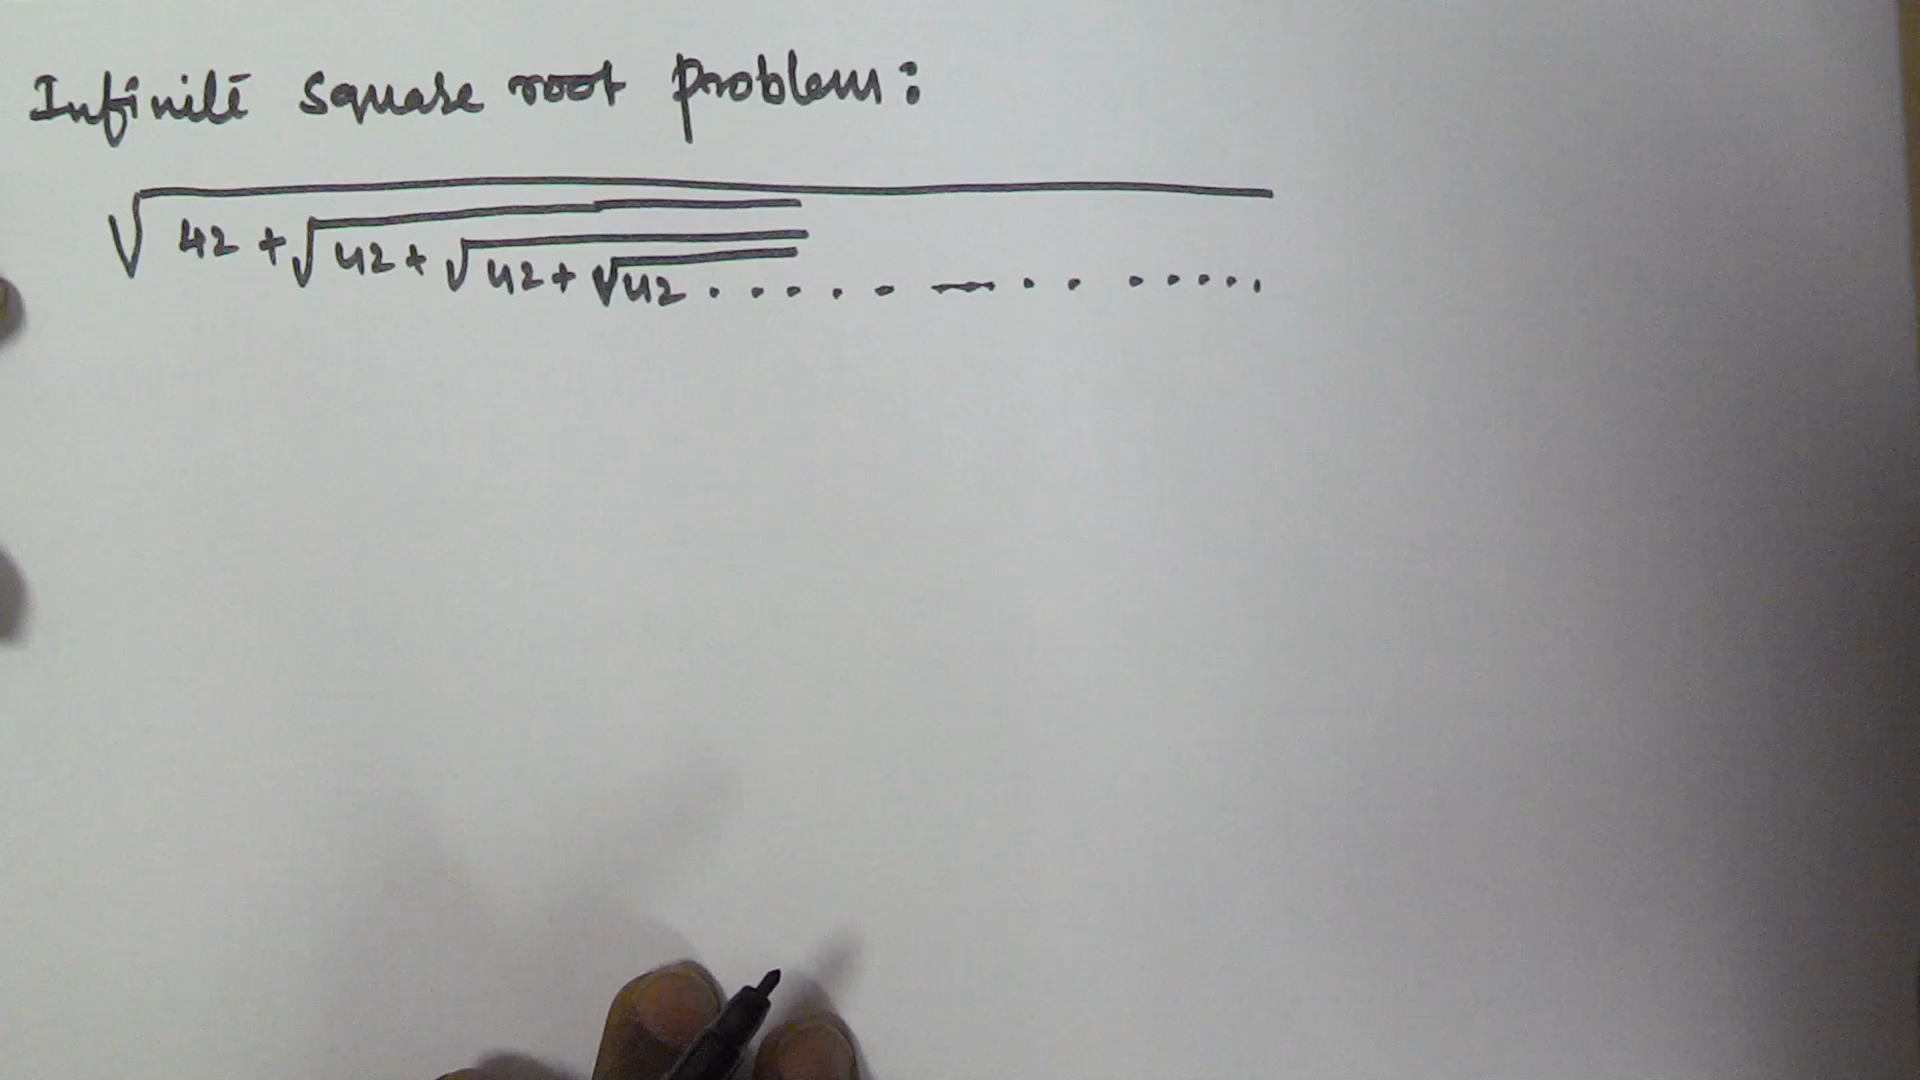 Infinite square root problem:
√42 + √42 + √42 + √42 . . . . . — . . . . . . .